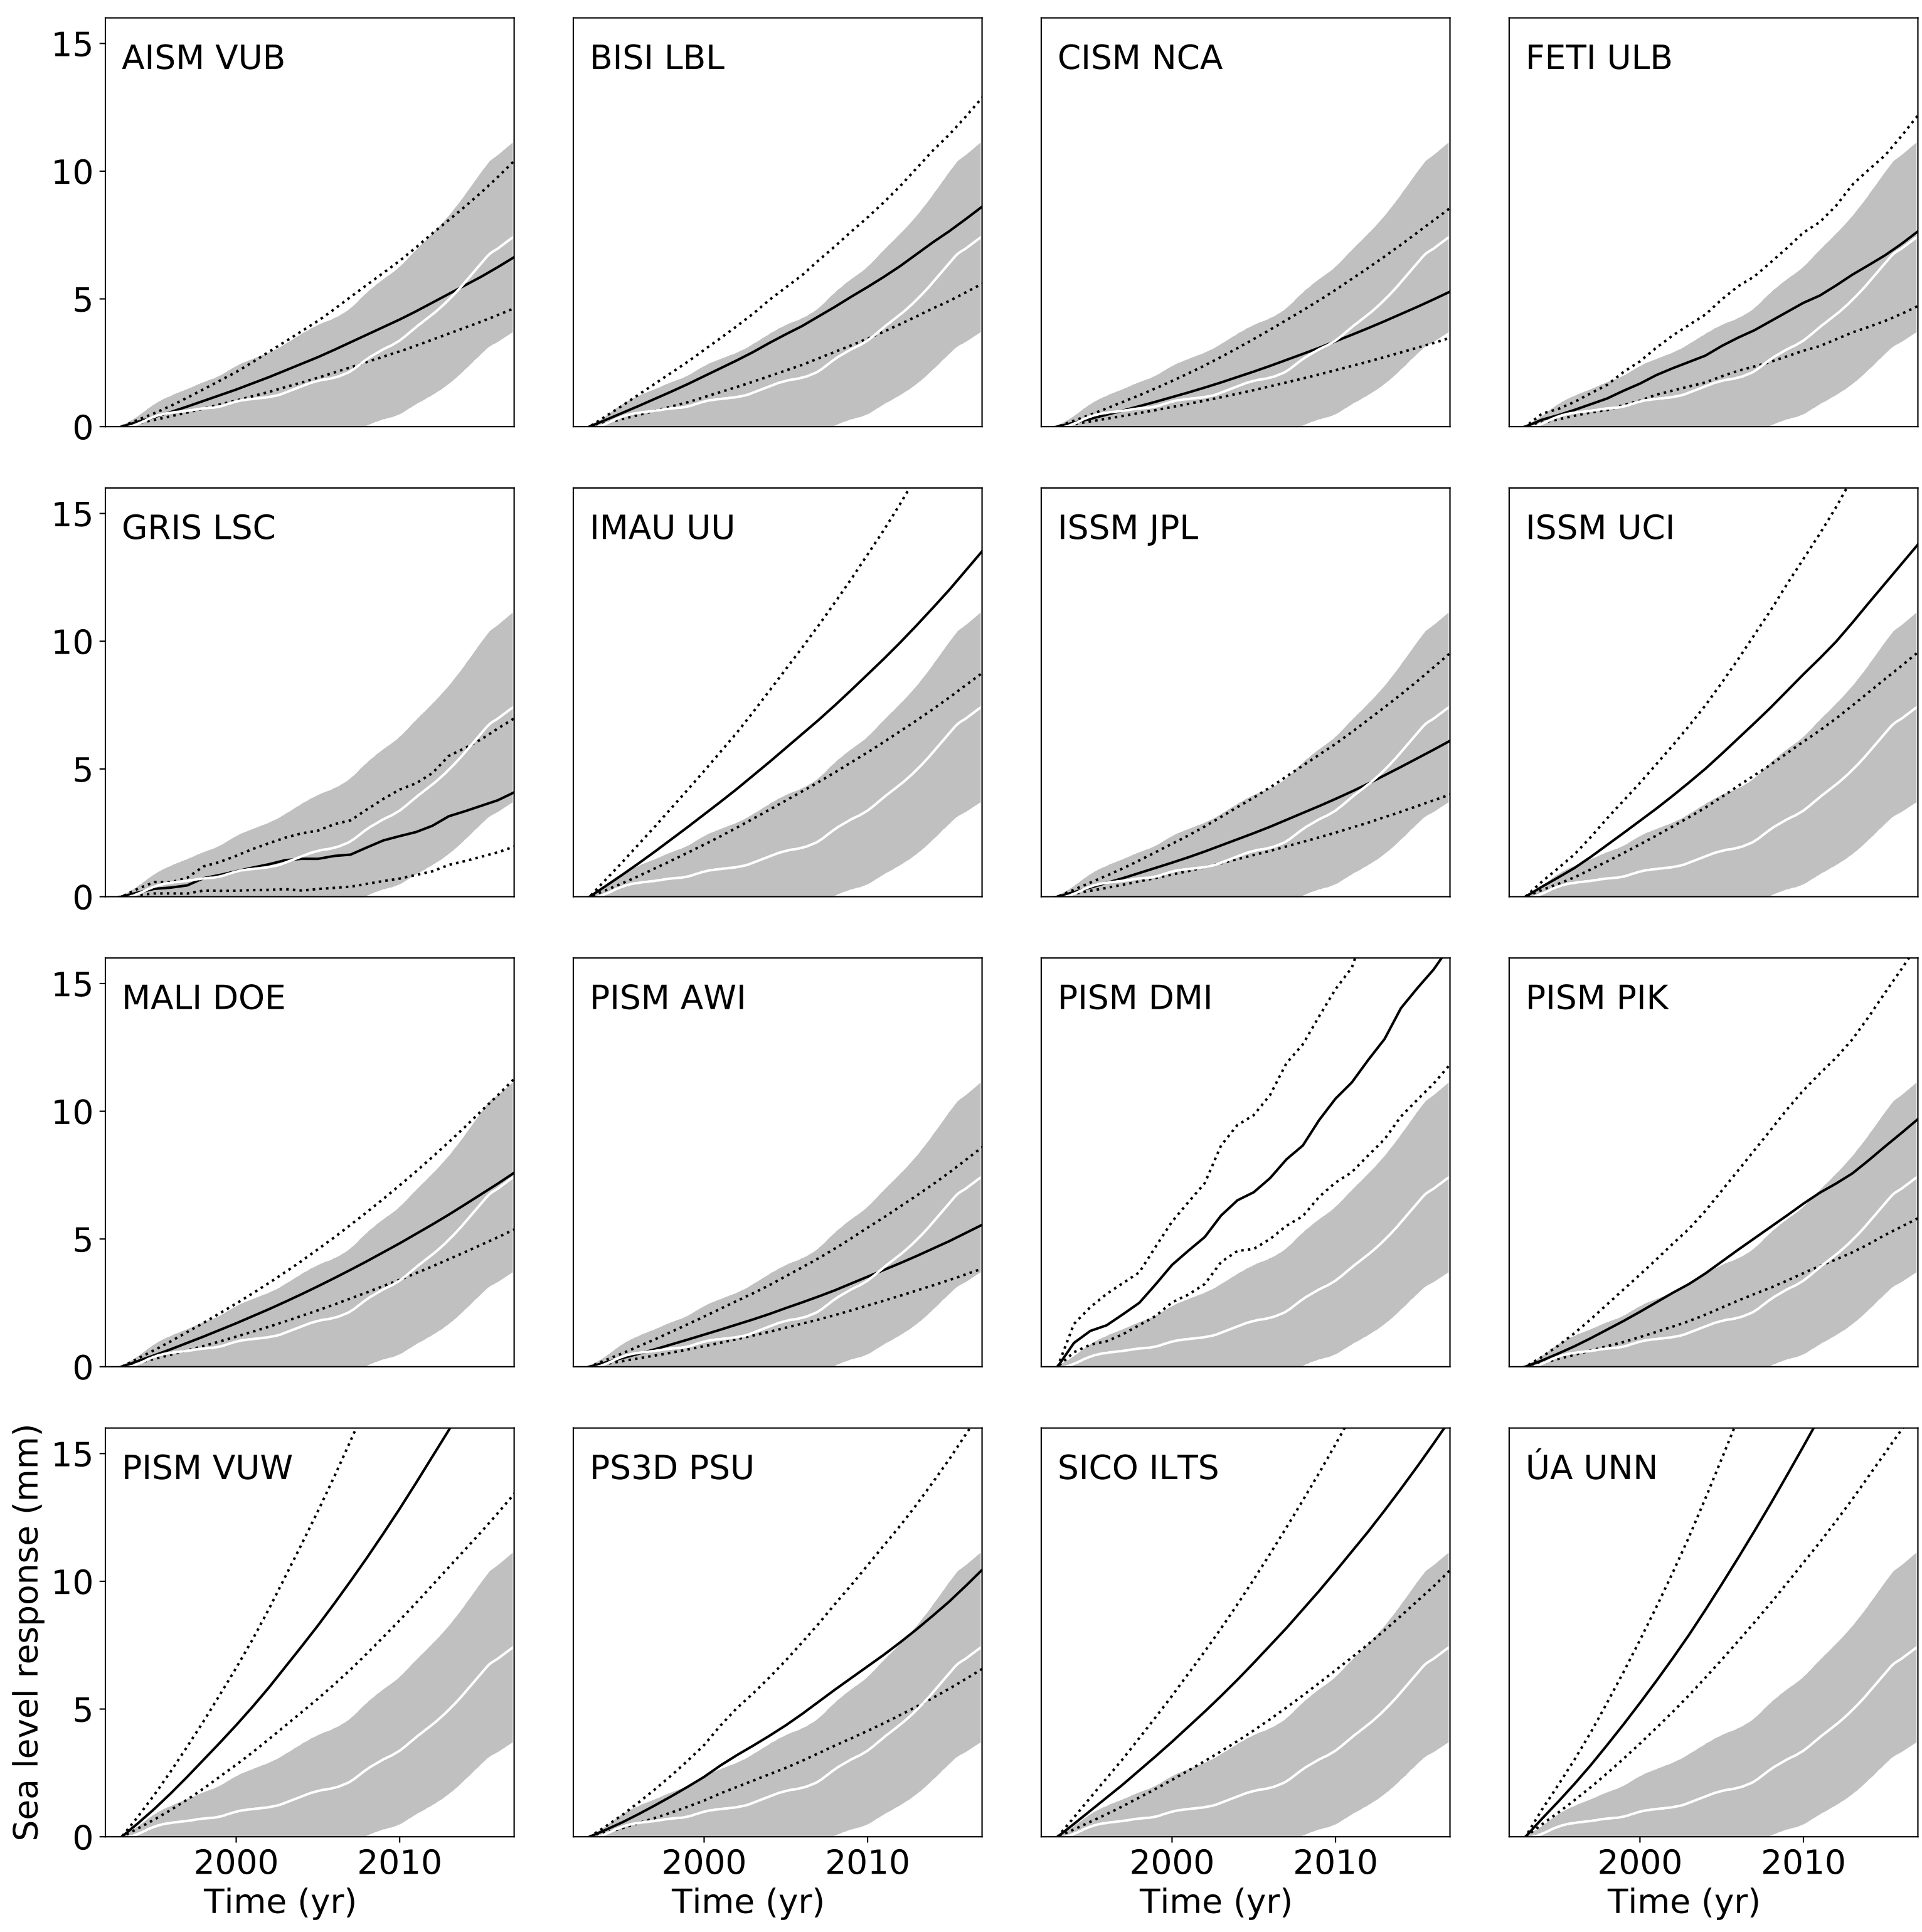 AISM VUB
BISI LBL
CISM NCA
FETI ULB
15
10
5
0
GRIS LSC
IMAU UU
ISSM JPL
ISSM UCI
15
10
5
0
MALI DOE
PISM AWI
PISM DMI
PISM PIK
15
10
5
0
PISM VUW
PS3D PSU
SICO ILTS
ÚA UNN
15
10
5
0
Sea level response (mm)
2000 2010
2000 2010
2000 2010
2000 2010
Time (yr)
Time (yr)
Time (yr)
Time (yr)